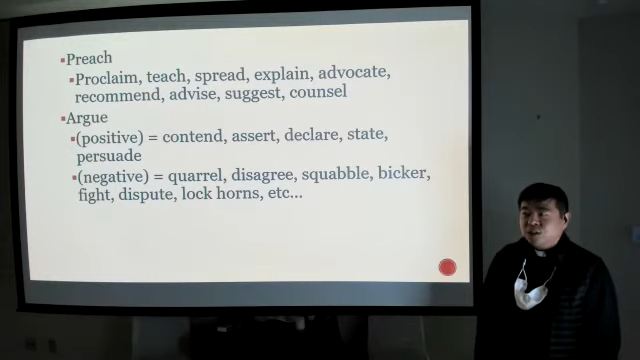 Preach
Proclaim, teach, spread, explain, advocate,
recommend, advise, suggest, counsel
Argue
(positive) = contend, assert, declare, state,
persuade
(negative) = quarrel, disagree, squabble, bicker,
fight, dispute, lock horns, etc...